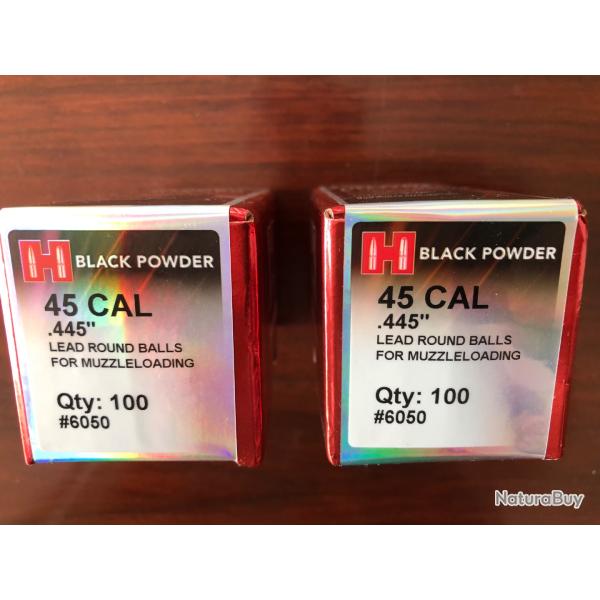 H BLACK POWDER
45 CAL
.445"
LEAD ROUND BALLS
FOR MUZZLELOADING
Qty: 100
#6050
H BLACK POWDER
45 CAL
.445"
LEAD ROUND BALLS
FOR MUZZLELOADING
Qty: 100
#6050
NaturaBuy